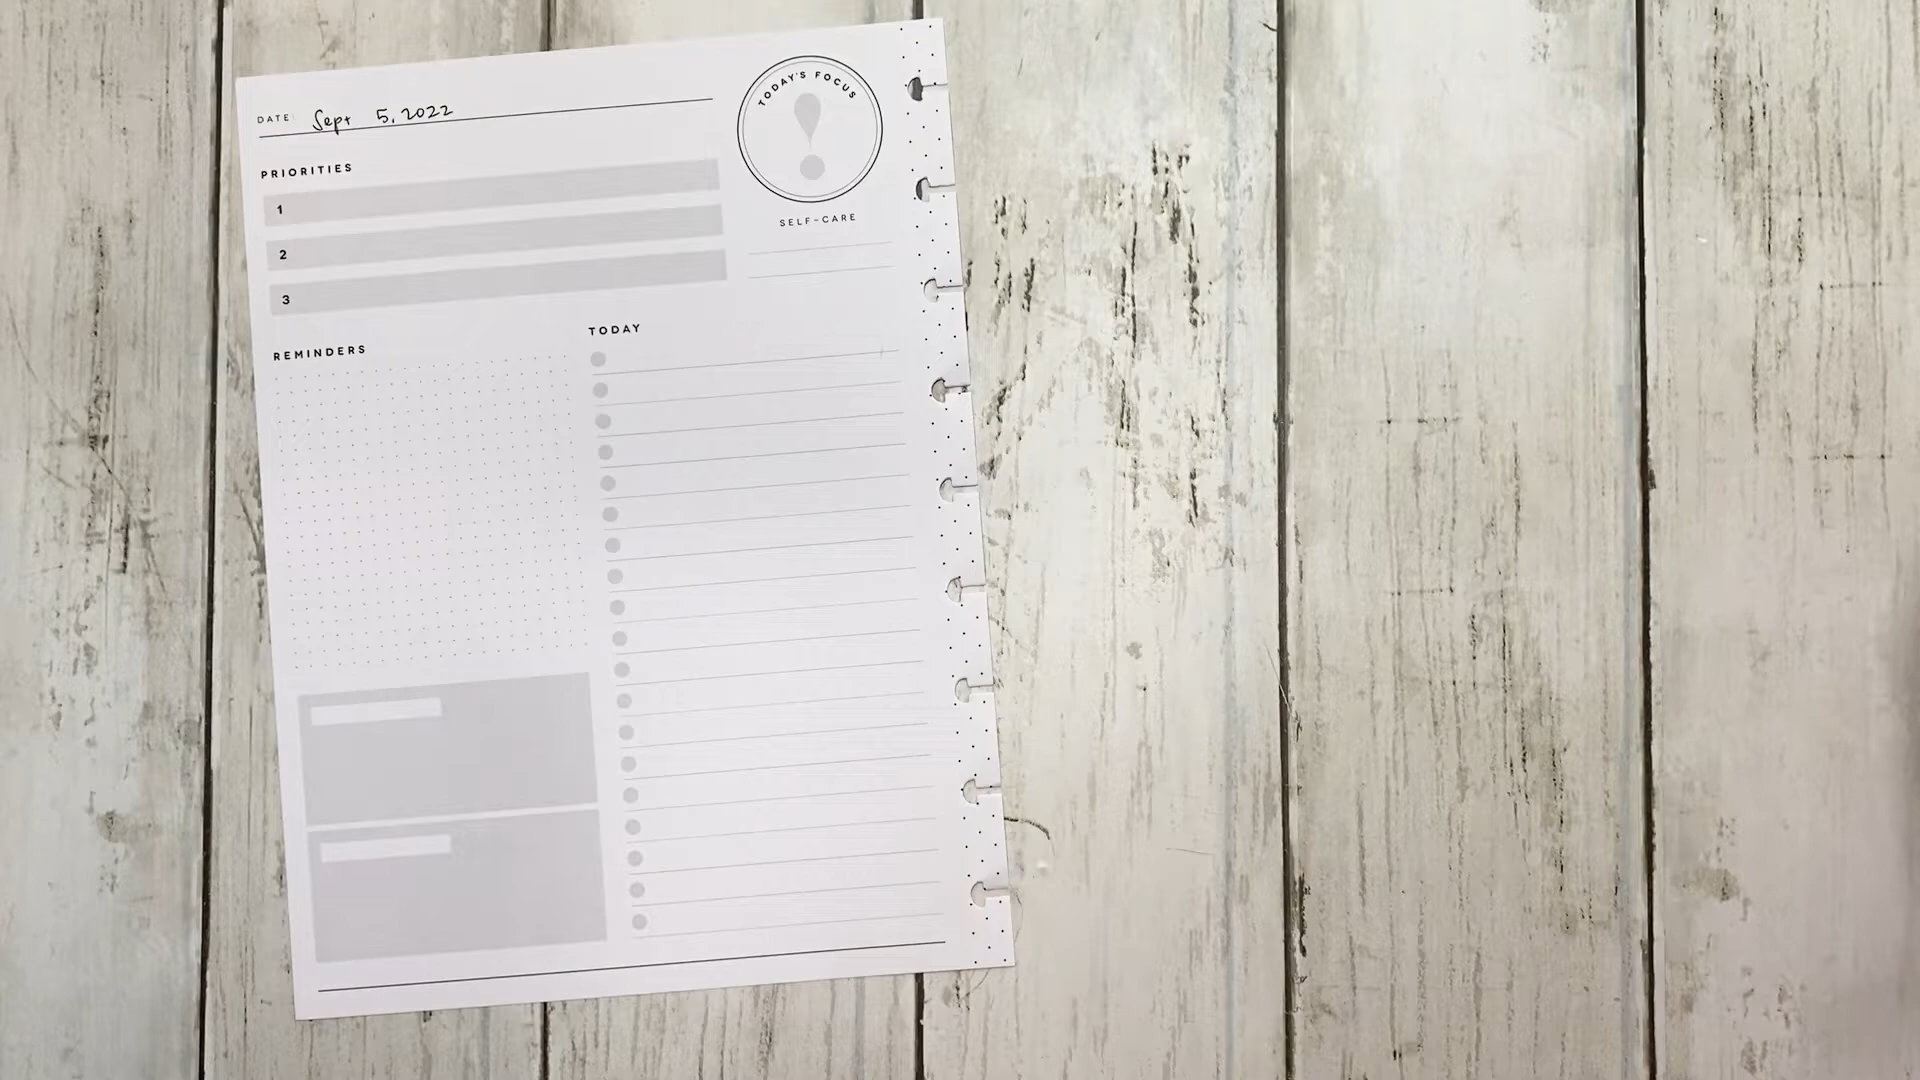 DATE: Sept 5, 2022
TODAY'S FOCUS
PRIORITIES
1
2
3
SELF-CARE
REMINDERS
TODAY